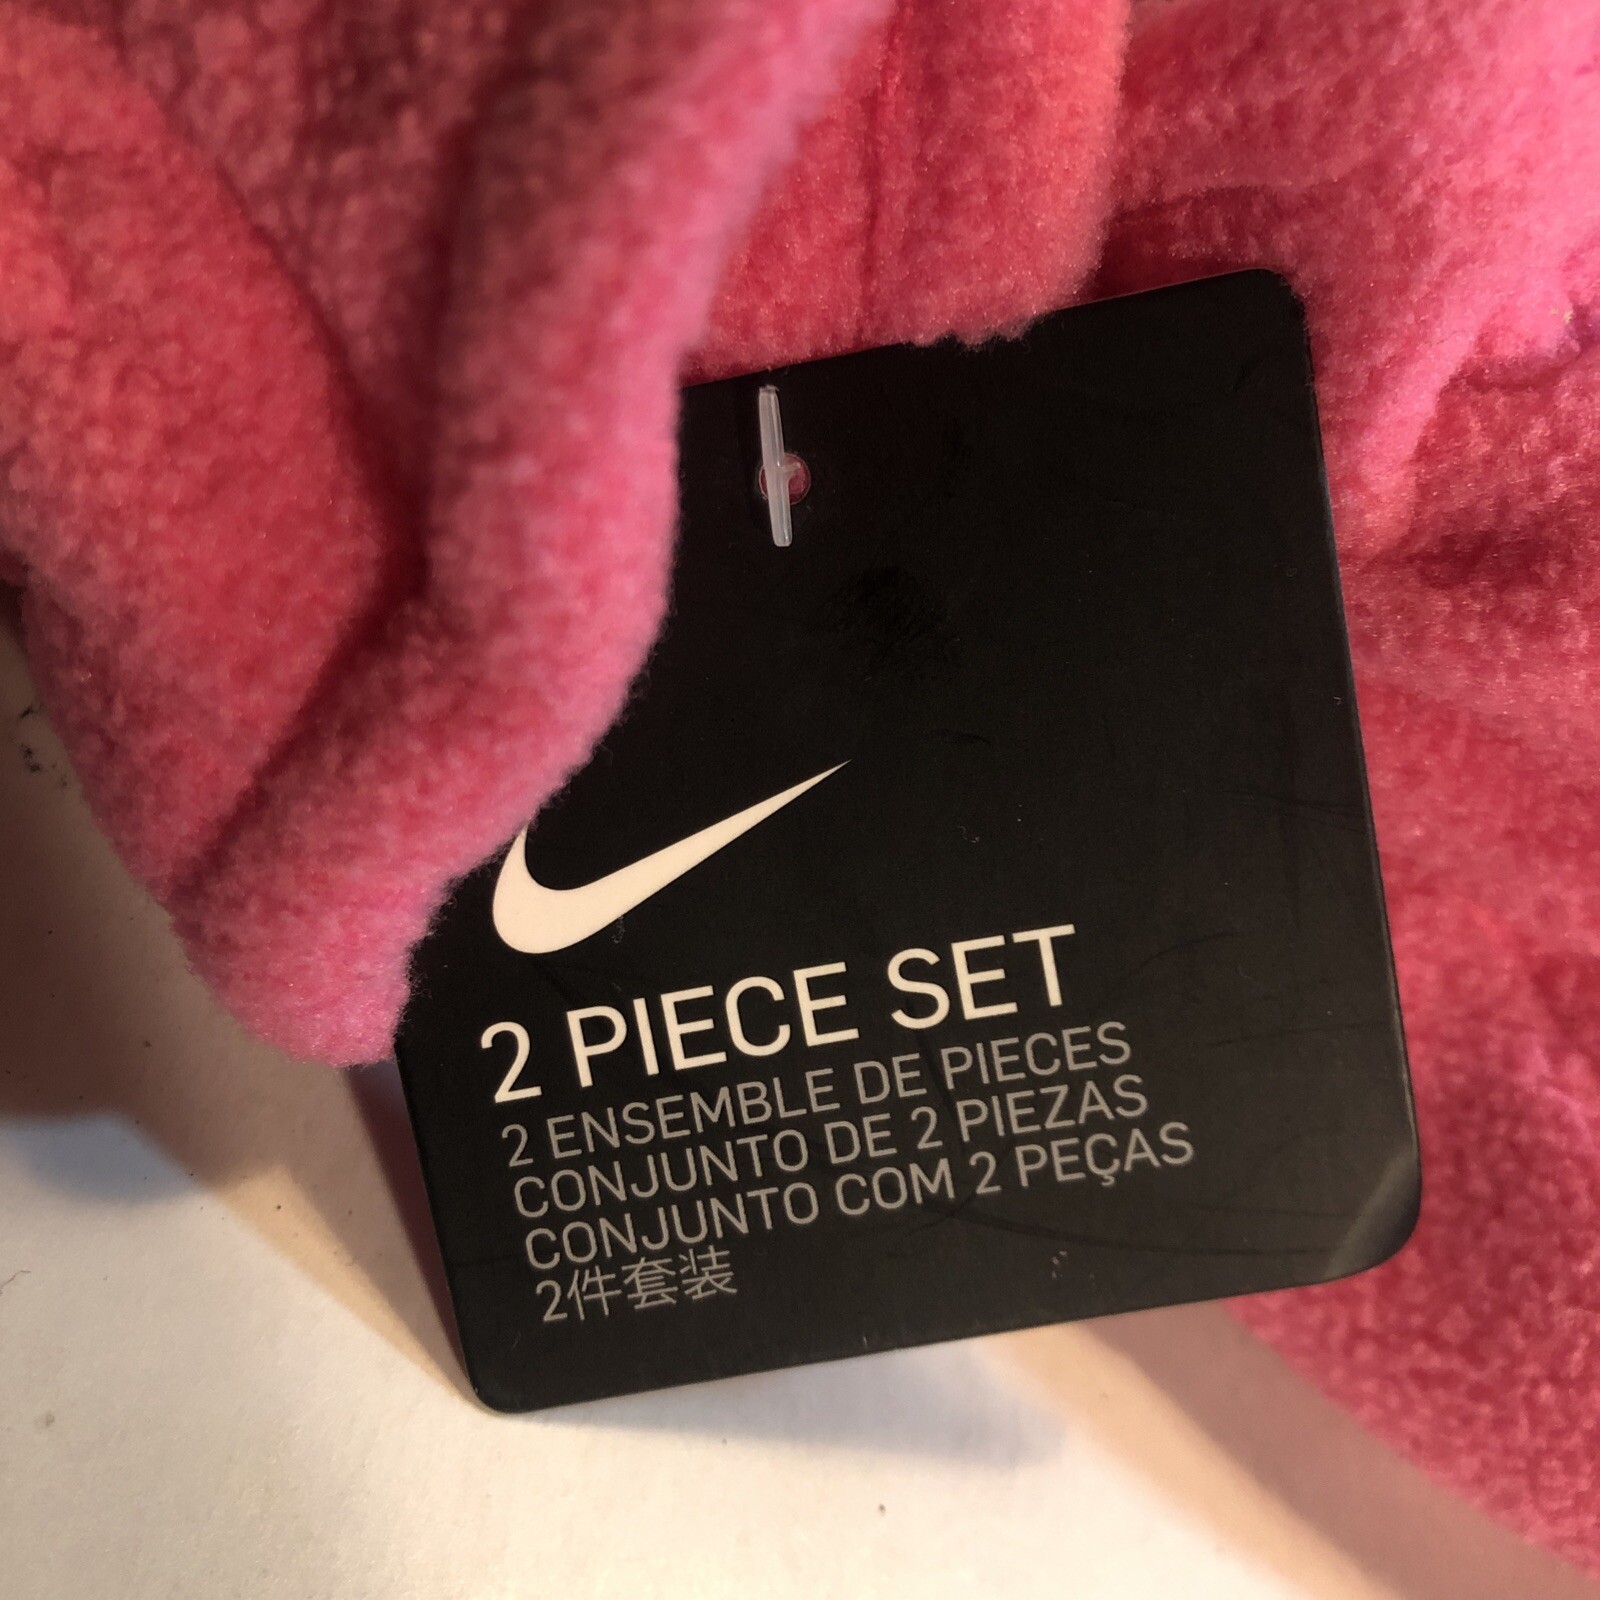 2 PIECE SET
2 ENSEMBLE DE PIECES
CONJUNTO DE 2 PIEZAS
CONJUNTO COM 2 PEÇAS
2件套装